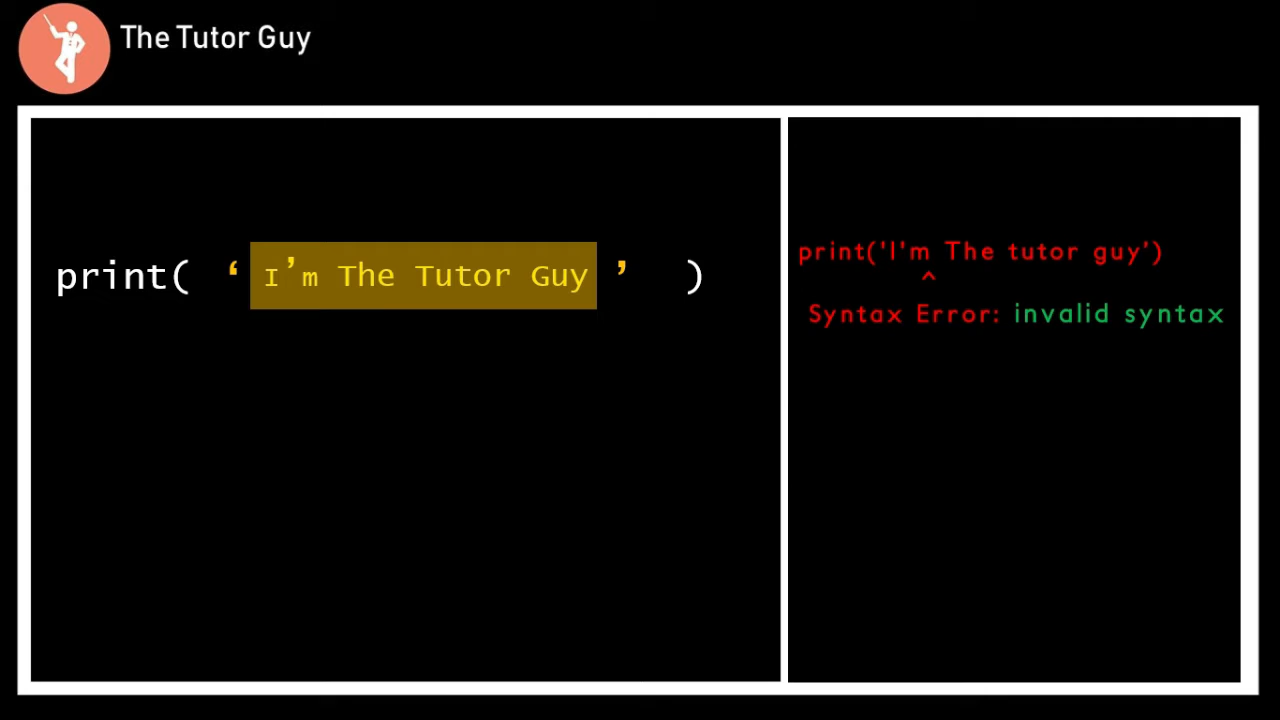 The Tutor Guy
print( ‘ I’m The Tutor Guy ’ )
print('I'm The tutor guy')
^
Syntax Error: invalid syntax